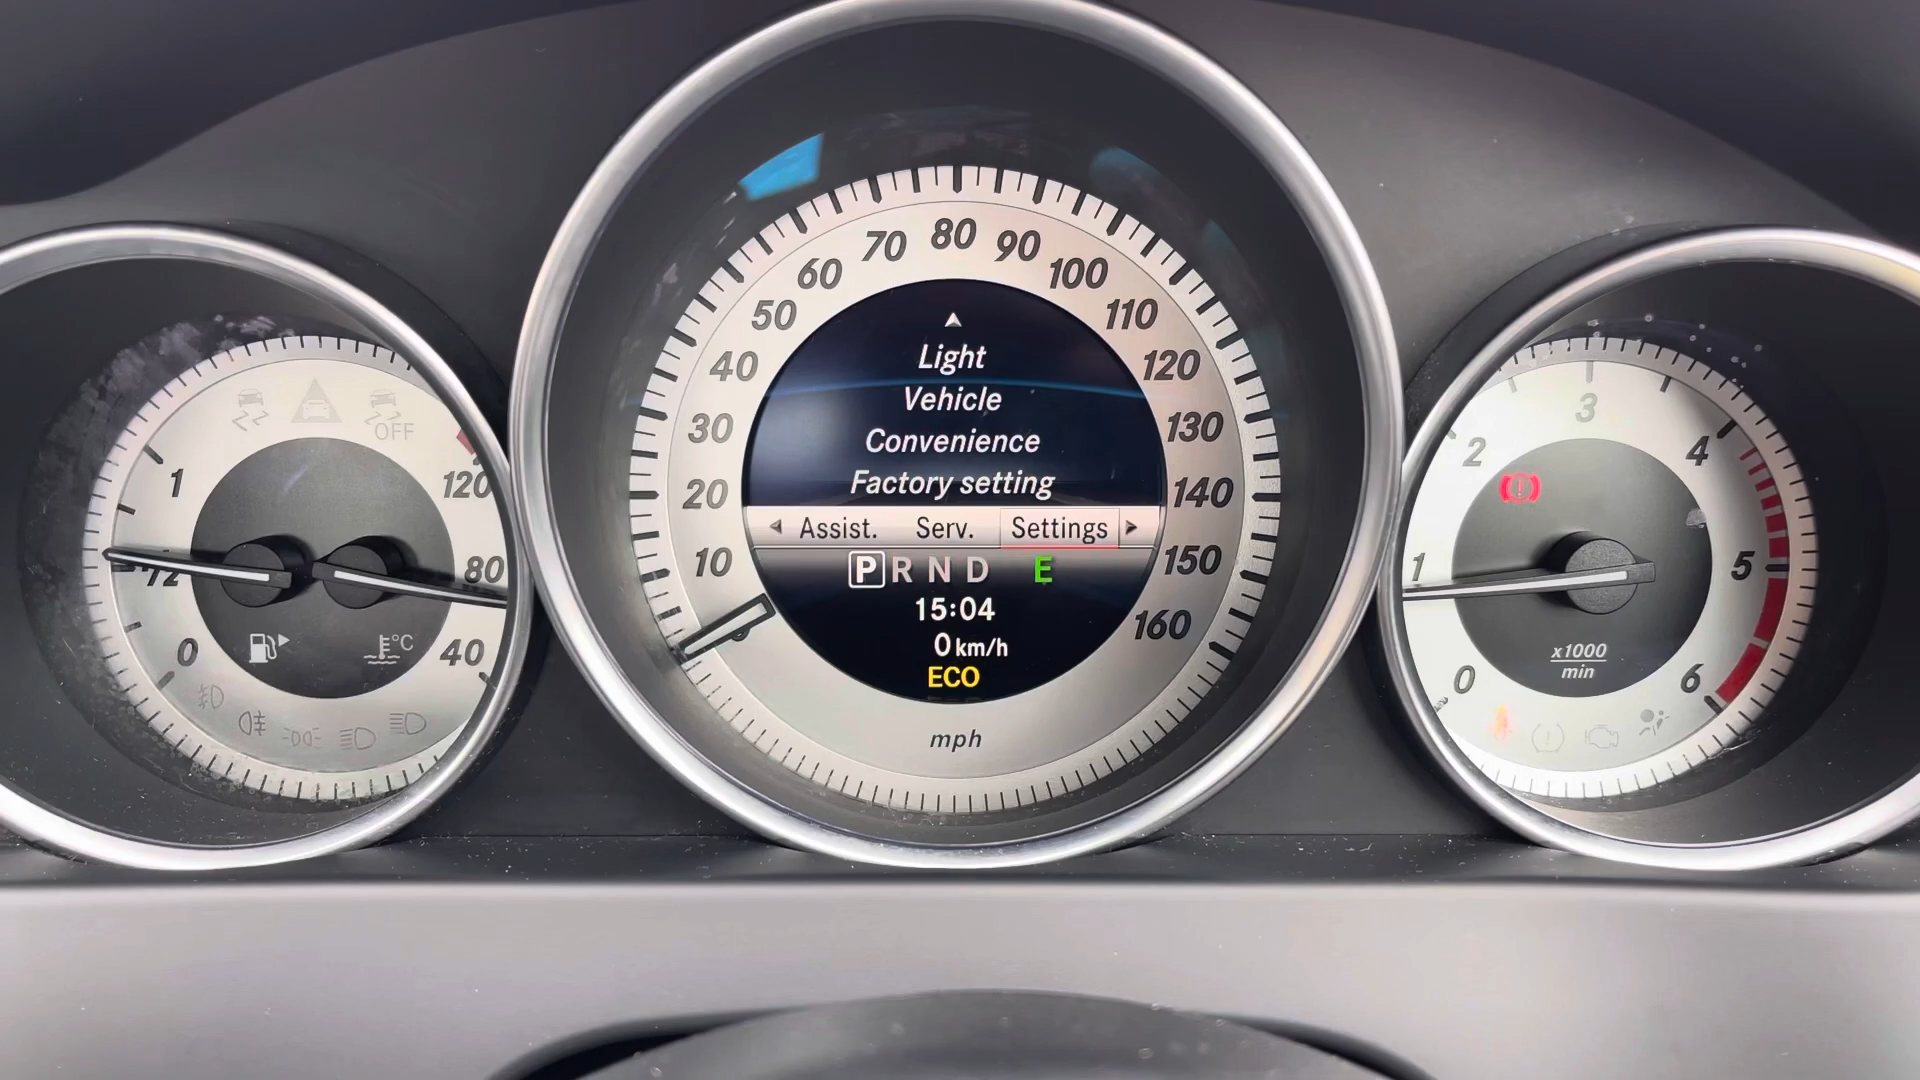 Light
Vehicle
Convenience
Factory setting
Assist. Serv. Settings
P R N D E
15:04
0 km/h
ECO
10
20
30
40
50
60
70
80
90
100
110
120
130
140
150
160
mph
OFF
1
1/2
0
120
80
40
°C
0
1
2
3
4
5
6
x1000
min